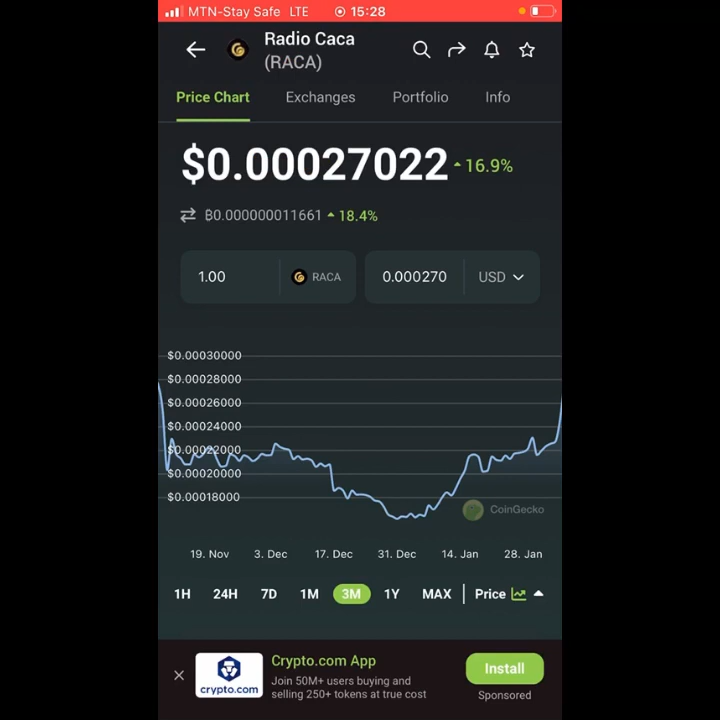 MTN-Stay Safe LTE 15:28
Radio Caca
(RACA)
Price Chart Exchanges Portfolio Info
$0.00027022 16.9%
₿0.000000011661 18.4%
1.00 RACA 0.000270 USD
$0.00030000
$0.00028000
$0.00026000
$0.00024000
$0.00022000
$0.00020000
$0.00018000
CoinGecko
19. Nov 3. Dec 17. Dec 31. Dec 14. Jan 28. Jan
1H 24H 7D 1M 3M 1Y MAX Price
Crypto.com App
Join 50M+ users buying and
selling 250+ tokens at true cost
crypto.com
Install
Sponsored